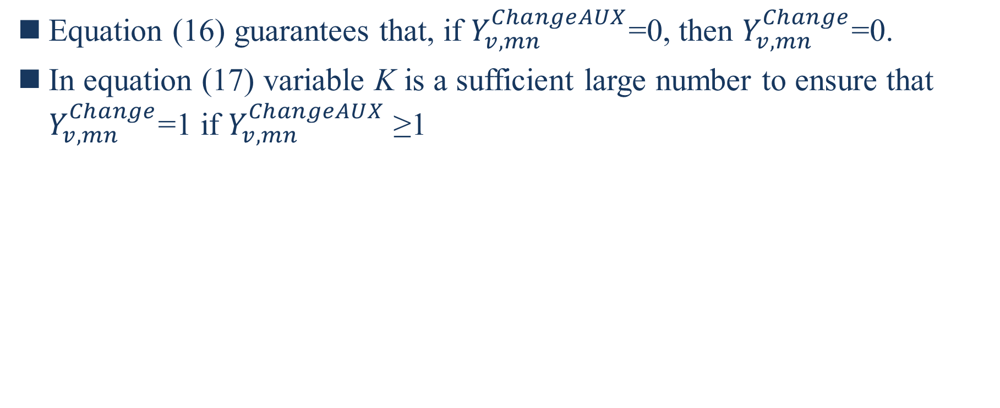 ■ Equation (16) guarantees that, if $Y_{v,mn}^{ChangeAUX}$=0, then $Y_{v,mn}^{Change}$=0.
■ In equation (17) variable K is a sufficient large number to ensure that
$Y_{v,mn}^{Change}$=1 if $Y_{v,mn}^{ChangeAUX}$ ≥1